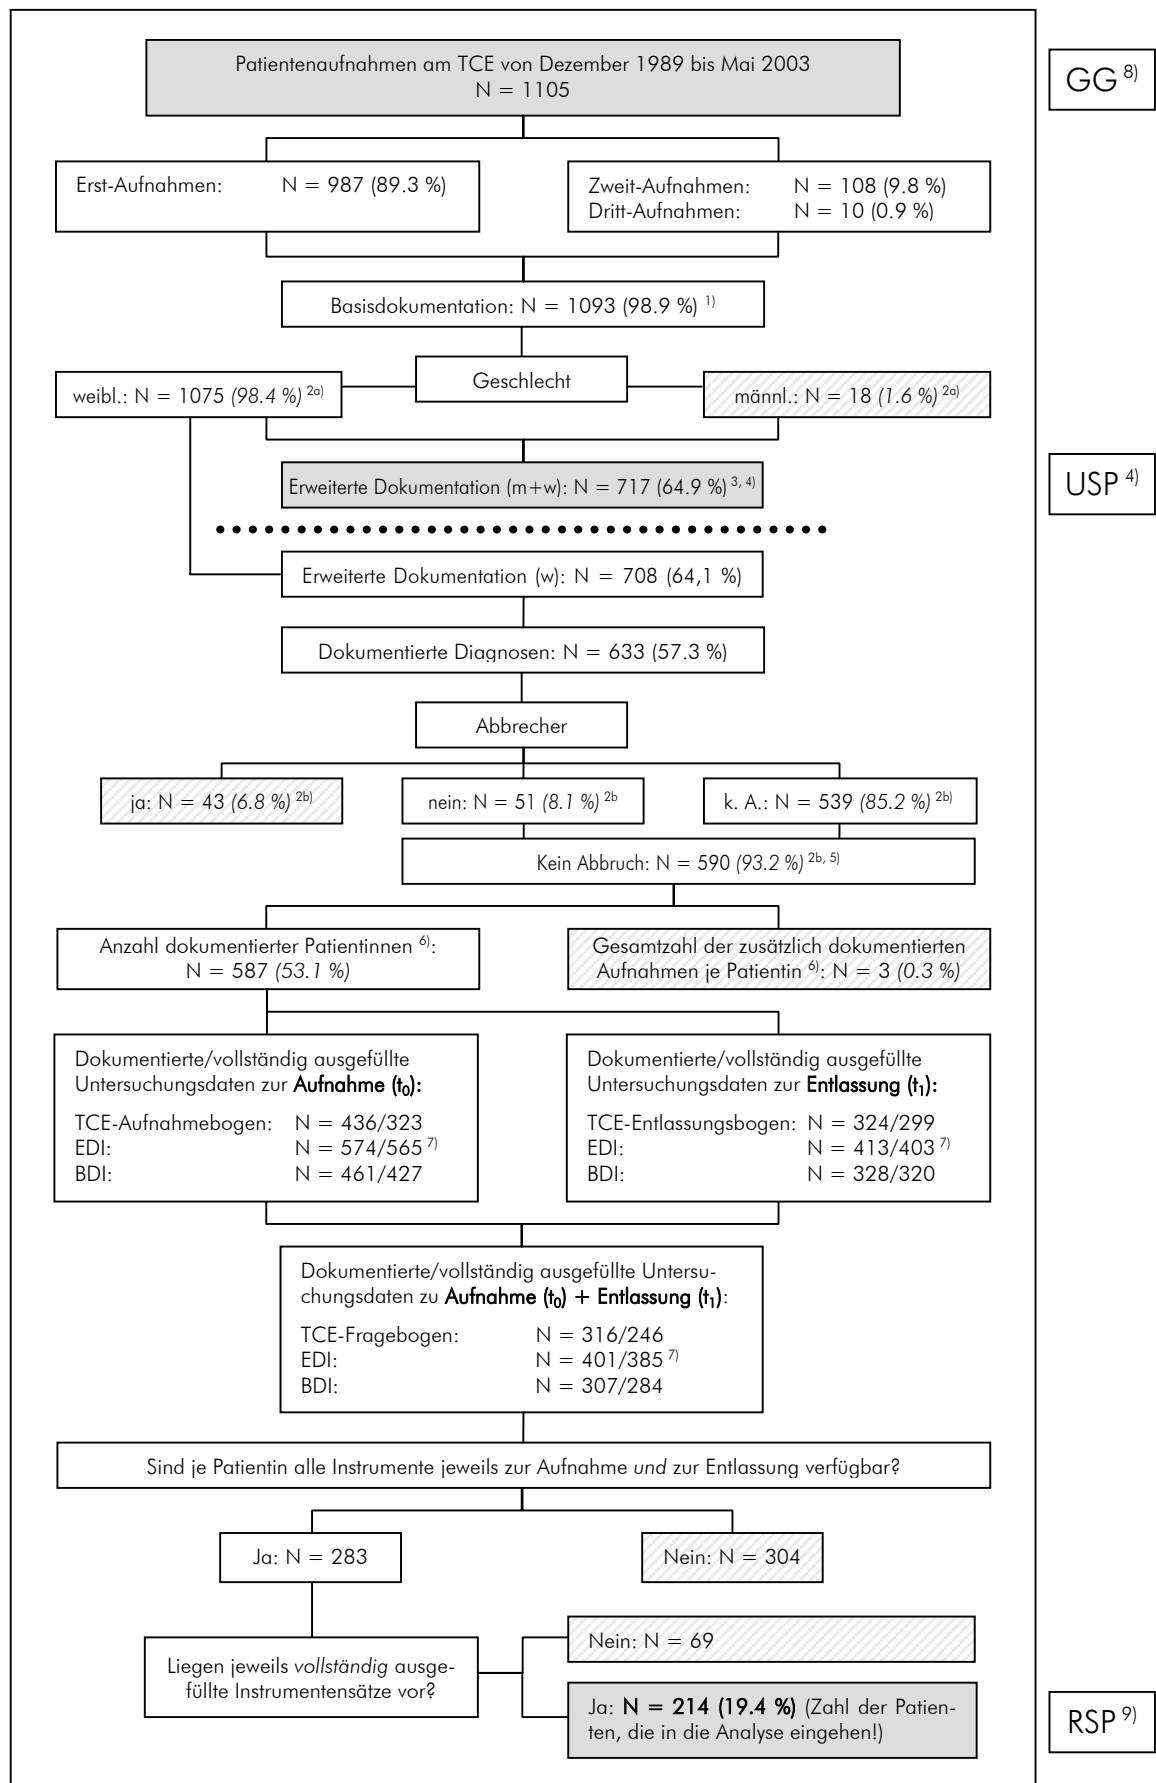 Patientenaufnahmen am TCE von Dezember 1989 bis Mai 2003
N = 1105
GG 8)
Erst-Aufnahmen: N = 987 (89.3 %)
Zweit-Aufnahmen: N = 108 (9.8 %)
Dritt-Aufnahmen: N = 10 (0.9 %)
Basisdokumentation: N = 1093 (98.9 %) 1)
Geschlecht
weibl.: N = 1075 (98.4 %) 2a)
männl.: N = 18 (1.6 %) 2a)
Erweiterte Dokumentation (m+w): N = 717 (64.9 %) 3, 4)
USP 4)
Erweiterte Dokumentation (w): N = 708 (64,1 %)
Dokumentierte Diagnosen: N = 633 (57.3 %)
Abbrecher
ja: N = 43 (6.8 %) 2b)
nein: N = 51 (8.1 %) 2b
k. A.: N = 539 (85.2 %) 2b)
Kein Abbruch: N = 590 (93.2 %) 2b, 5)
Anzahl dokumentierter Patientinnen 6):
N = 587 (53.1 %)
Gesamtzahl der zusätzlich dokumentierten
Aufnahmen je Patientin 6): N = 3 (0.3 %)
Dokumentierte/vollständig ausgefüllte
Untersuchungsdaten zur Aufnahme (t0):
TCE-Aufnahmebogen: N = 436/323
EDI: N = 574/565 7)
BDI: N = 461/427
Dokumentierte/vollständig ausgefüllte
Untersuchungsdaten zur Entlassung (t1):
TCE-Entlassungsbogen: N = 324/299
EDI: N = 413/403 7)
BDI: N = 328/320
Dokumentierte/vollständig ausgefüllte Untersu-
chungsdaten zu Aufnahme (t0) + Entlassung (t1):
TCE-Fragebogen: N = 316/246
EDI: N = 401/385 7)
BDI: N = 307/284
Sind je Patientin alle Instrumente jeweils zur Aufnahme und zur Entlassung verfügbar?
Ja: N = 283
Nein: N = 304
Liegen jeweils vollständig ausge-
füllte Instrumentensätze vor?
Nein: N = 69
Ja: N = 214 (19.4 %) (Zahl der Patien-
ten, die in die Analyse eingehen!)
RSP 9)